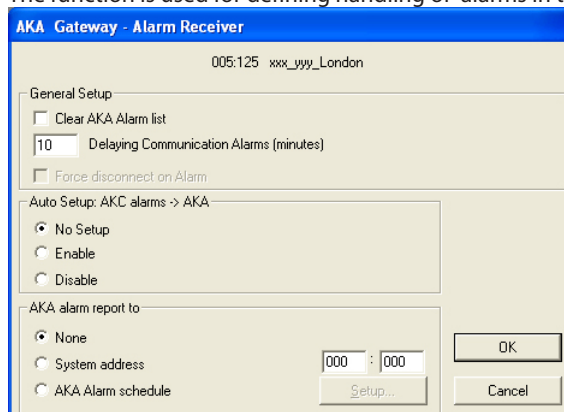 The function is used for defining handling of alarms in t
AKA Gateway - Alarm Receiver
005:125 xxx_yyy_London
General Setup
Clear AKA Alarm list
10 Delaying Communication Alarms (minutes)
Force disconnect on Alarm
Auto Setup: AKC alarms -> AKA
No Setup
Enable
Disable
AKA alarm report to
None
System address 000 : 000
AKA Alarm schedule Setup...
OK
Cancel